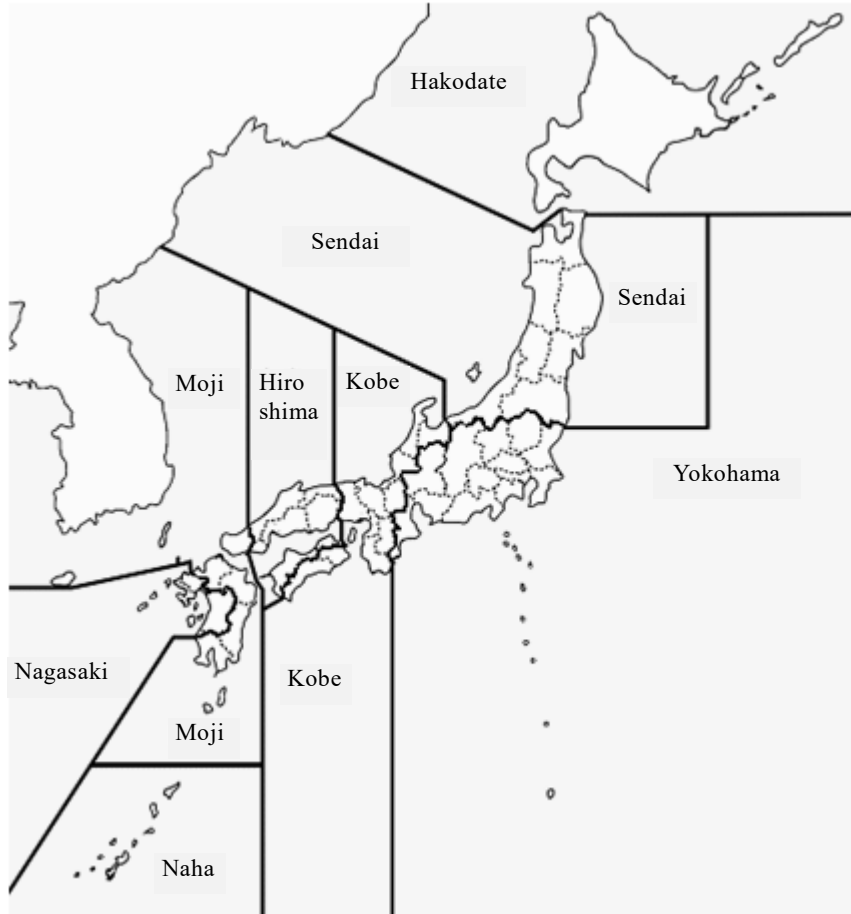 Hakodate
Sendai
Sendai
Moji
Hiro
shima
Kobe
Yokohama
Nagasaki
Kobe
Moji
Naha